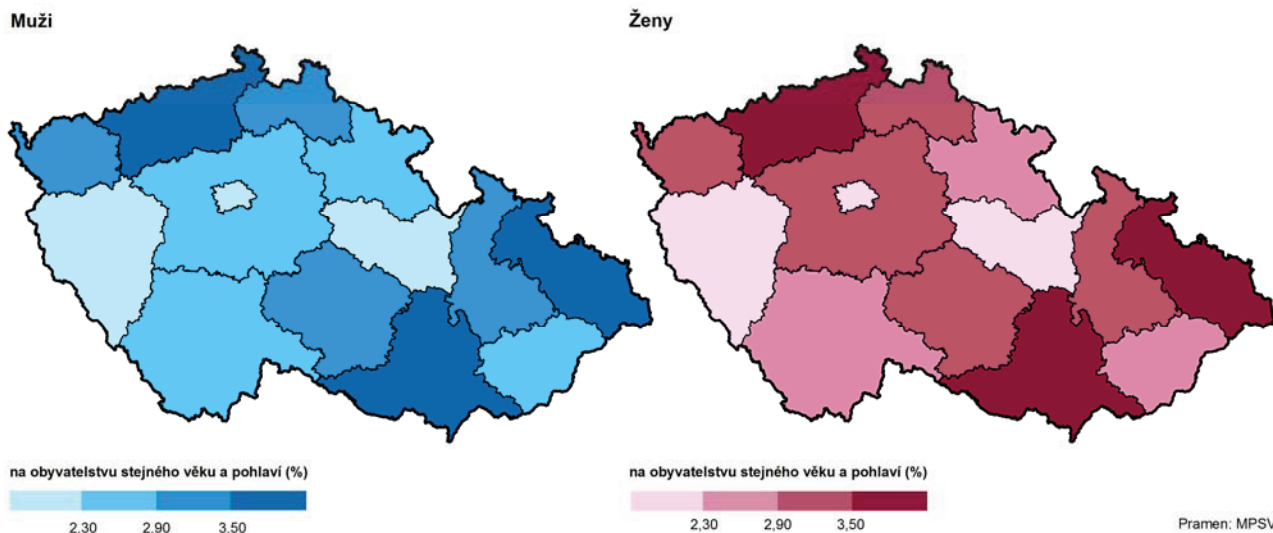 Muži
Ženy
na obyvatelstvu stejného věku a pohlaví (%)
2.30 2.90 3.50
na obyvatelstvu stejného věku a pohlaví (%)
2,30 2,90 3,50
Pramen: MPSV